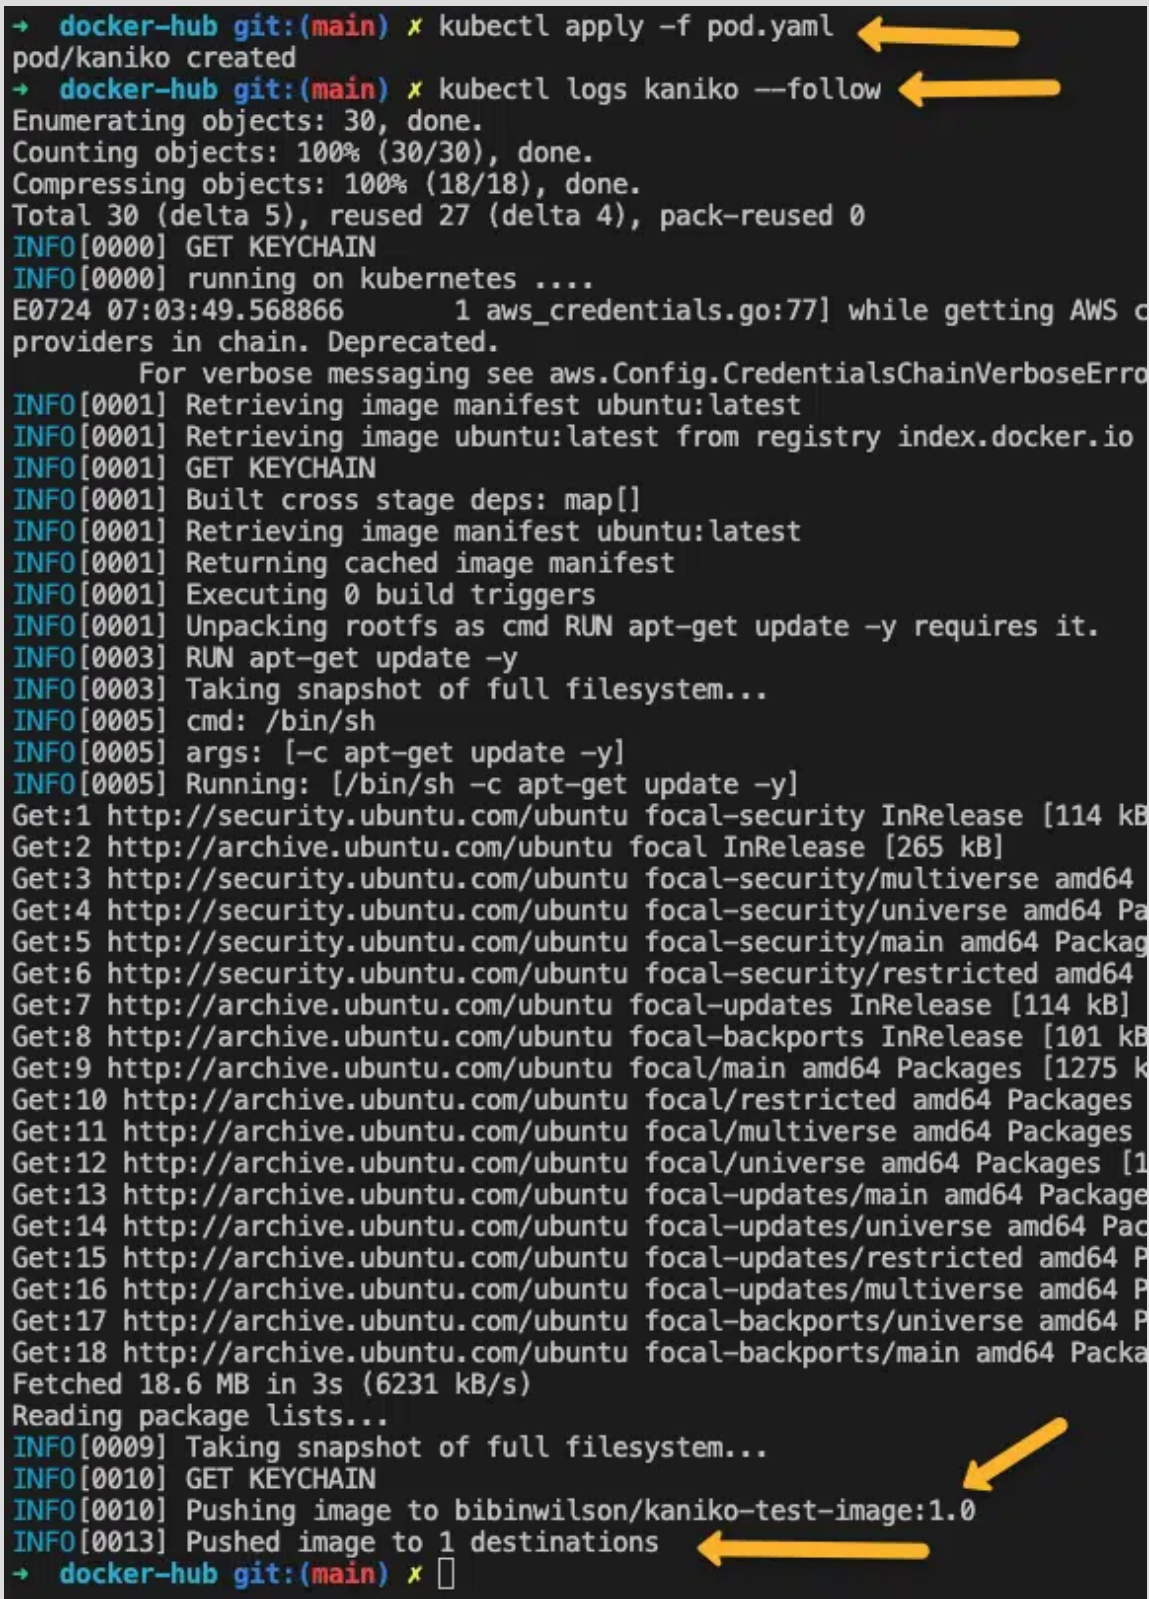 → docker-hub git:(main) ✗ kubectl apply -f pod.yaml
pod/kaniko created
→ docker-hub git:(main) ✗ kubectl logs kaniko --follow
Enumerating objects: 30, done.
Counting objects: 100% (30/30), done.
Compressing objects: 100% (18/18), done.
Total 30 (delta 5), reused 27 (delta 4), pack-reused 0
INFO[0000] GET KEYCHAIN
INFO[0000] running on kubernetes ....
E0724 07:03:49.568866       1 aws_credentials.go:77] while getting AWS c
providers in chain. Deprecated.
        For verbose messaging see aws.Config.CredentialsChainVerboseErro
INFO[0001] Retrieving image manifest ubuntu:latest
INFO[0001] Retrieving image ubuntu:latest from registry index.docker.io
INFO[0001] GET KEYCHAIN
INFO[0001] Built cross stage deps: map[]
INFO[0001] Retrieving image manifest ubuntu:latest
INFO[0001] Returning cached image manifest
INFO[0001] Executing 0 build triggers
INFO[0001] Unpacking rootfs as cmd RUN apt-get update -y requires it.
INFO[0003] RUN apt-get update -y
INFO[0003] Taking snapshot of full filesystem...
INFO[0005] cmd: /bin/sh
INFO[0005] args: [-c apt-get update -y]
INFO[0005] Running: [/bin/sh -c apt-get update -y]
Get:1 http://security.ubuntu.com/ubuntu focal-security InRelease [114 kB
Get:2 http://archive.ubuntu.com/ubuntu focal InRelease [265 kB]
Get:3 http://security.ubuntu.com/ubuntu focal-security/multiverse amd64
Get:4 http://security.ubuntu.com/ubuntu focal-security/universe amd64 Pa
Get:5 http://security.ubuntu.com/ubuntu focal-security/main amd64 Packag
Get:6 http://security.ubuntu.com/ubuntu focal-security/restricted amd64
Get:7 http://archive.ubuntu.com/ubuntu focal-updates InRelease [114 kB]
Get:8 http://archive.ubuntu.com/ubuntu focal-backports InRelease [101 kB
Get:9 http://archive.ubuntu.com/ubuntu focal/main amd64 Packages [1275 k
Get:10 http://archive.ubuntu.com/ubuntu focal/restricted amd64 Packages
Get:11 http://archive.ubuntu.com/ubuntu focal/multiverse amd64 Packages
Get:12 http://archive.ubuntu.com/ubuntu focal/universe amd64 Packages [1
Get:13 http://archive.ubuntu.com/ubuntu focal-updates/main amd64 Package
Get:14 http://archive.ubuntu.com/ubuntu focal-updates/universe amd64 Pac
Get:15 http://archive.ubuntu.com/ubuntu focal-updates/restricted amd64 P
Get:16 http://archive.ubuntu.com/ubuntu focal-updates/multiverse amd64 P
Get:17 http://archive.ubuntu.com/ubuntu focal-backports/universe amd64 P
Get:18 http://archive.ubuntu.com/ubuntu focal-backports/main amd64 Packa
Fetched 18.6 MB in 3s (6231 kB/s)
Reading package lists...
INFO[0009] Taking snapshot of full filesystem...
INFO[0010] GET KEYCHAIN
INFO[0010] Pushing image to bibinwilson/kaniko-test-image:1.0
INFO[0013] Pushed image to 1 destinations
→ docker-hub git:(main) ✗